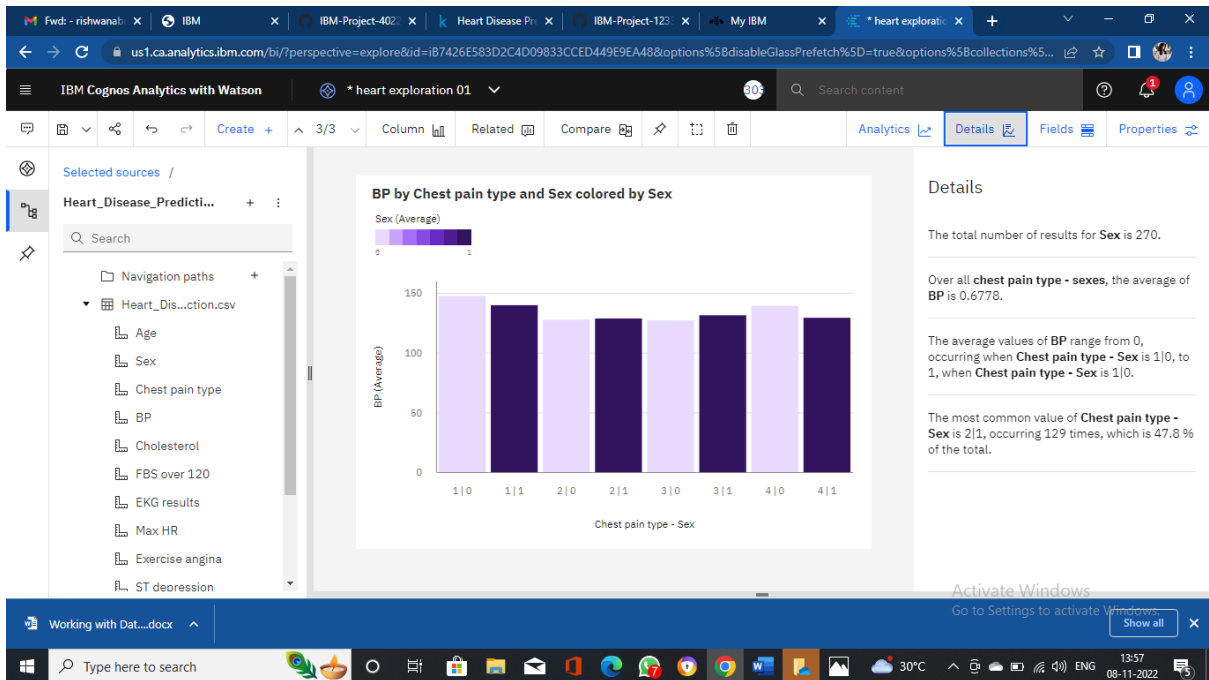 Fwd: - rishwanab
IBM
IBM-Project-4022
Heart Disease Pre
IBM-Project-1233
My IBM
* heart exploratio
us1.ca.analytics.ibm.com/bi/?perspective=explore&id=iB7426E583D2C4D09833CCED449E9EA48&options%5BdisableGlassPrefetch%5D=true&options%5Bcollections%5...
IBM Cognos Analytics with Watson
* heart exploration 01
303
Search content
1
Create +
3/3
Column
Related
Compare
Analytics
Details
Fields
Properties
Selected sources /
Heart_Disease_Predicti...
Search
Navigation paths
Heart_Dis...ction.csv
Age
Sex
Chest pain type
BP
Cholesterol
FBS over 120
EKG results
Max HR
Exercise angina
ST depression
BP by Chest pain type and Sex colored by Sex
Sex (Average)
0 1
BP (Average)
150
100
50
0
1|0 1|1 2|0 2|1 3|0 3|1 4|0 4|1
Chest pain type - Sex
Details
The total number of results for Sex is 270.
Over all chest pain type - sexes, the average of
BP is 0.6778.
The average values of BP range from 0,
occurring when Chest pain type - Sex is 1|0, to
1, when Chest pain type - Sex is 1|0.
The most common value of Chest pain type -
Sex is 2|1, occurring 129 times, which is 47.8 %
of the total.
Activate Windows
Go to Settings to activate Windows.
Working with Dat....docx
Show all
Type here to search
7
30°C
ENG
13:57
08-11-2022
5